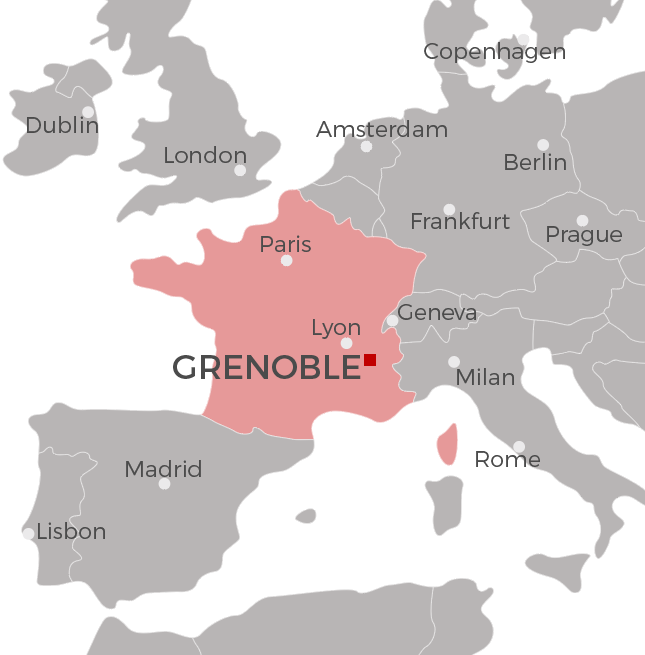 Copenhagen
Dublin
Amsterdam
London
Berlin
Frankfurt
Prague
Paris
Geneva
Lyon
GRENOBLE
Milan
Rome
Madrid
Lisbon